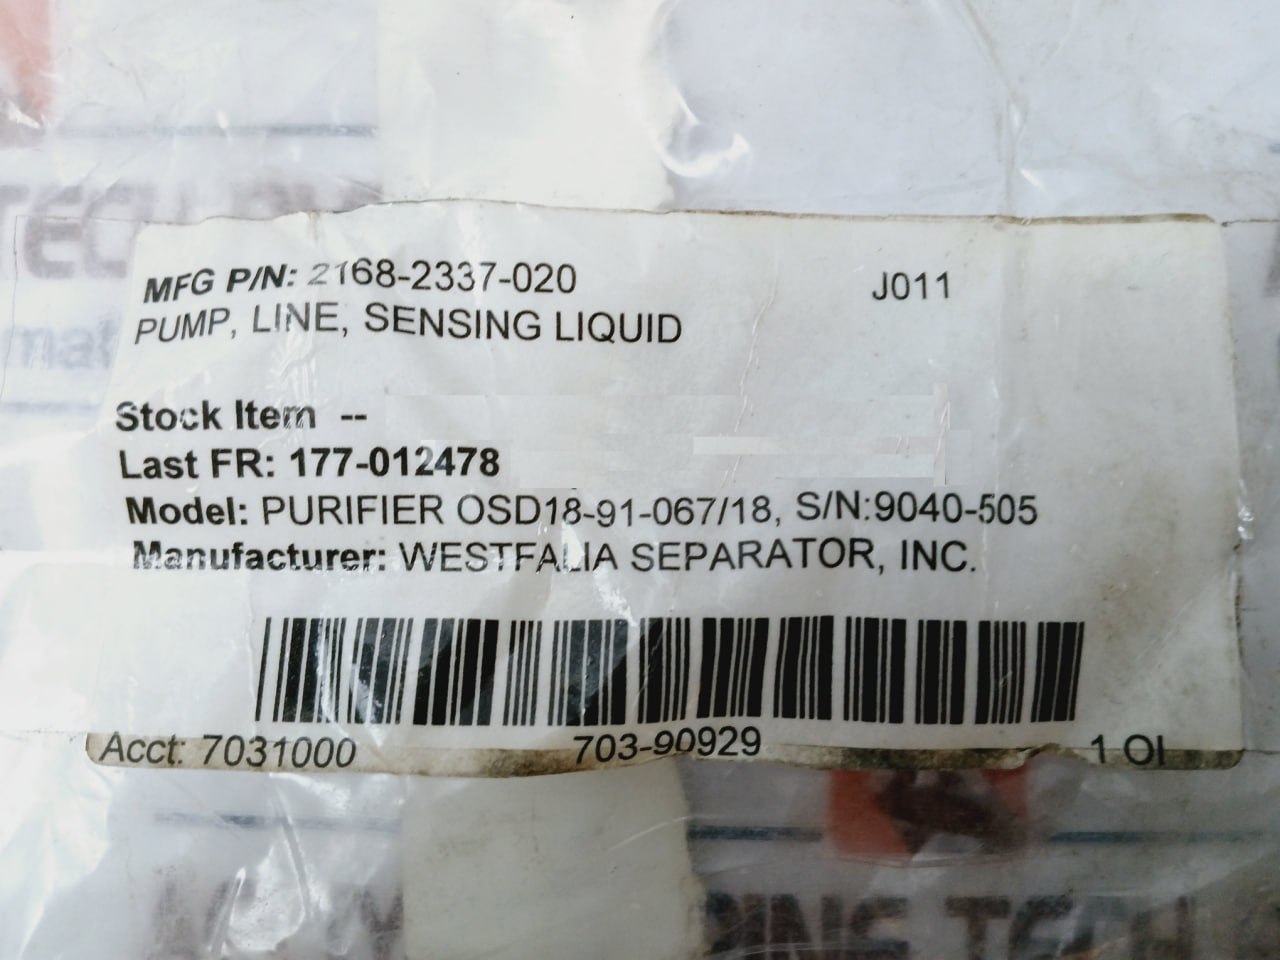 MFG P/N: 2168-2337-020 J011
PUMP, LINE, SENSING LIQUID
Stock Item --
Last FR: 177-012478
Model: PURIFIER OSD18-91-067/18, S/N:9040-505
Manufacturer: WESTFALIA SEPARATOR, INC.
Acct: 7031000 703-90929 1 OI
TECH